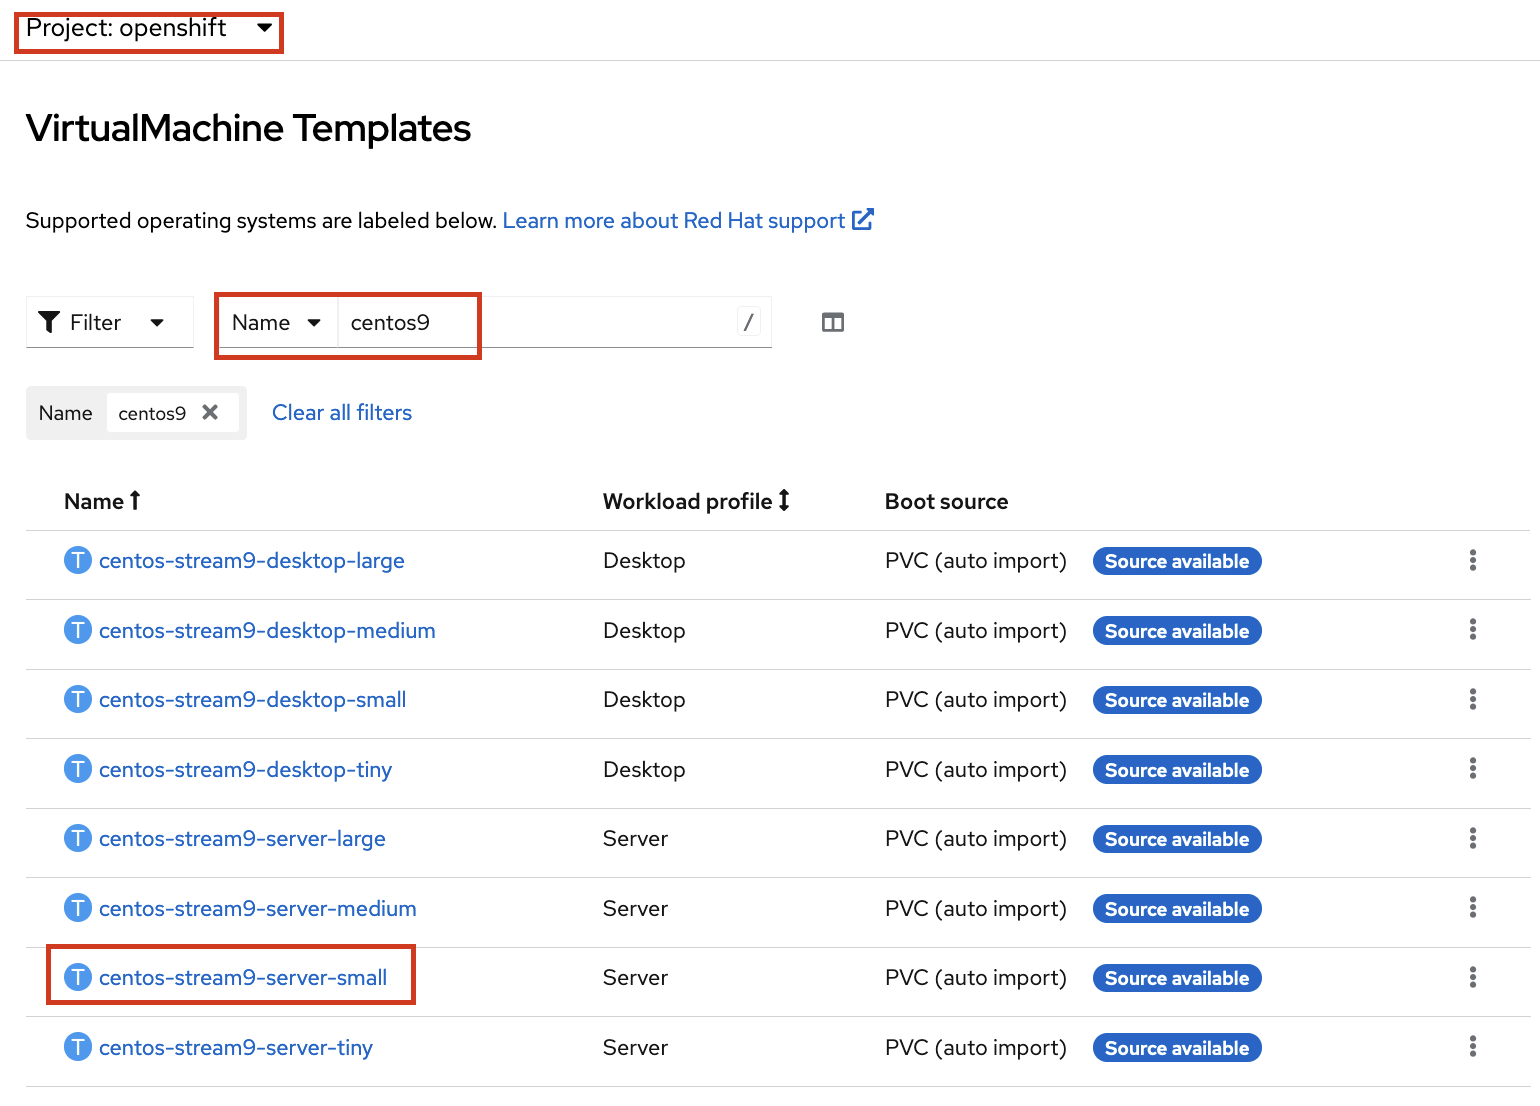 Project: openshift
VirtualMachine Templates
Supported operating systems are labeled below. Learn more about Red Hat support
Filter Name centos9 /
Name centos9 Clear all filters
Name Workload profile Boot source
T centos-stream9-desktop-large Desktop PVC (auto import) Source available
T centos-stream9-desktop-medium Desktop PVC (auto import) Source available
T centos-stream9-desktop-small Desktop PVC (auto import) Source available
T centos-stream9-desktop-tiny Desktop PVC (auto import) Source available
T centos-stream9-server-large Server PVC (auto import) Source available
T centos-stream9-server-medium Server PVC (auto import) Source available
T centos-stream9-server-small Server PVC (auto import) Source available
T centos-stream9-server-tiny Server PVC (auto import) Source available